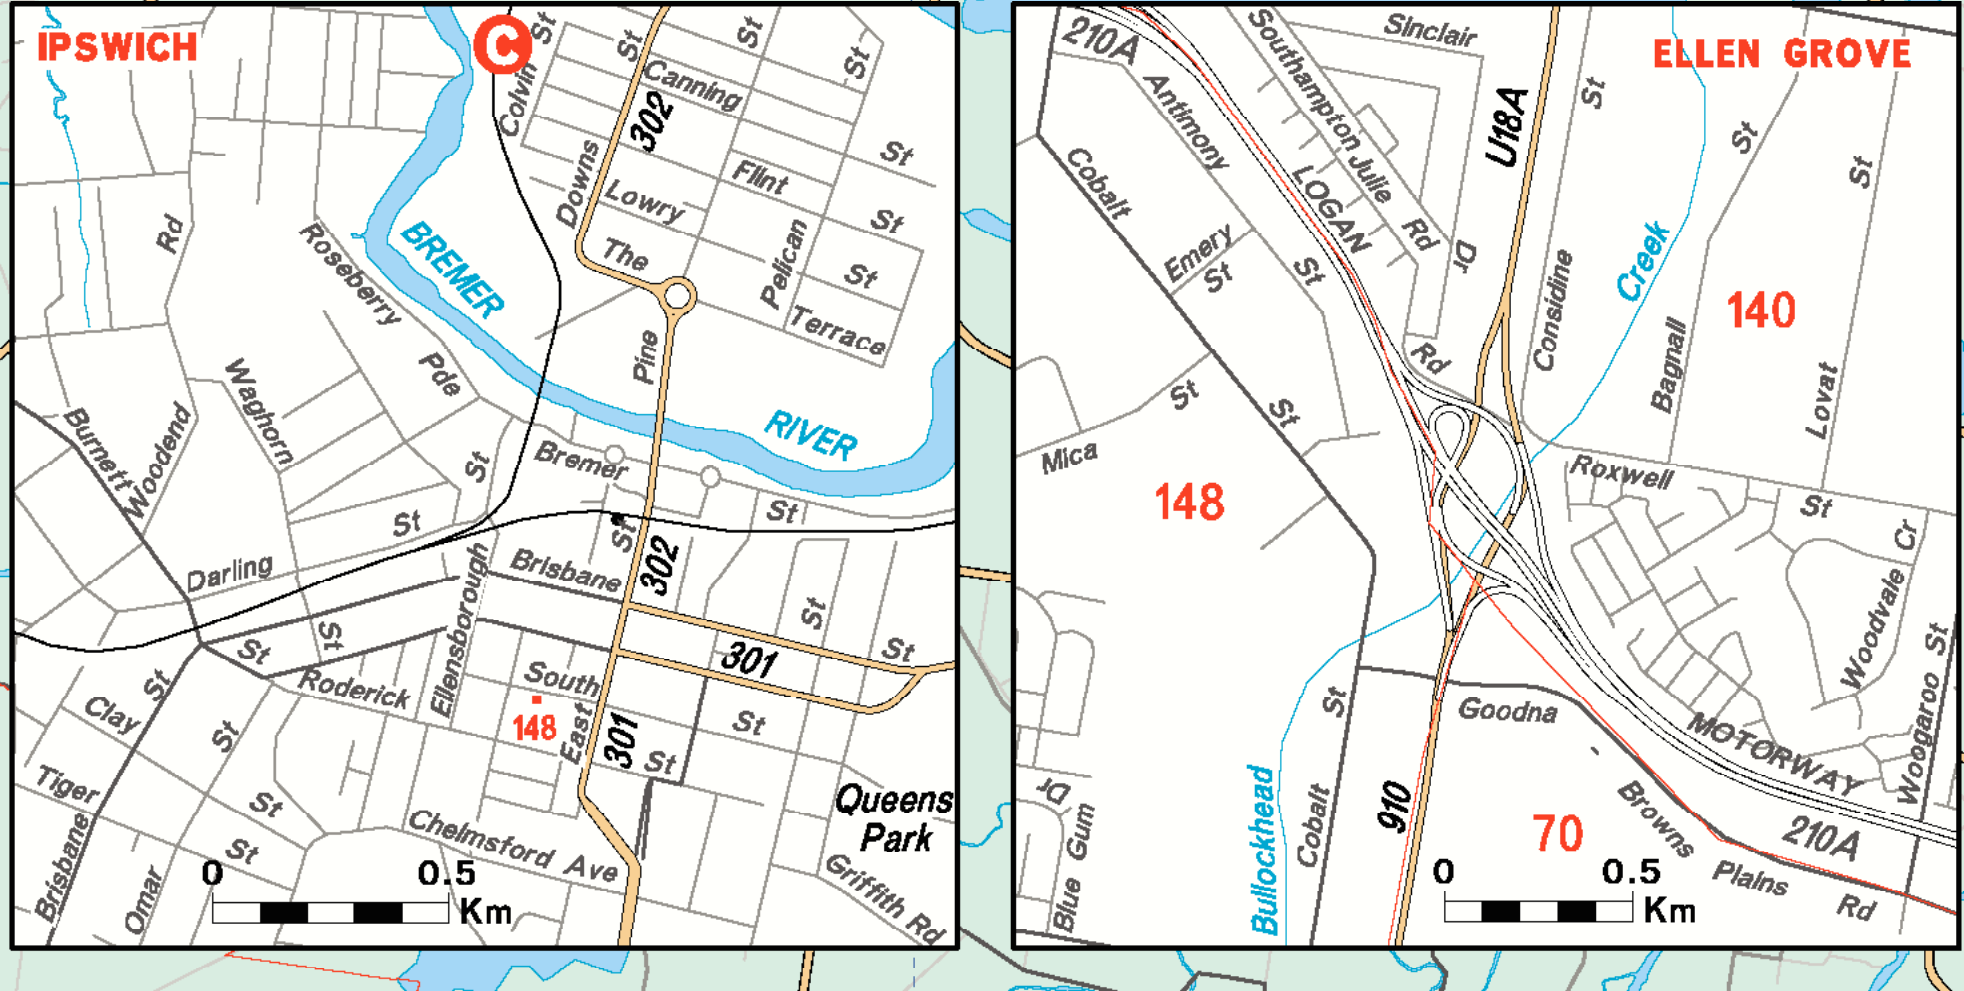 IPSWICH
C
St
Colvin
St
St
St
Canning
302
Downs
St
Flint
Lowry
St
Rd
The
Pelican
St
Roseberry
BREMER
Terrace
Pine
Pde
Waghorn
RIVER
Burnett
Woodend
Bremer
St
St
St
St
Darling
Brisbane
302
Ellensborough
St
St
St
St
301
South
Roderick
St
148
East
301
St
St
Clay
St
St
Tiger
St
Queens
Park
Chelmsford Ave
St
Griffith Rd
Brisbane
Omar
0 0.5
Km
ELLEN GROVE
210A
Southampton
Sinclair
Antimony
U18A
St
St
Julie
Cobalt
LOGAN
St
Rd
Emery
St
St
Dr
Creek
Considine
140
Rd
Bagnall
Lovat
St
St
Mica
Roxwell
148
St
Cr
Woodvale
Woogaroo St
St
Goodna
MOTORWAY
Dr
Blue Gum
Bullockhead
Cobalt
910
70
Browns
Plains
Rd
210A
0 0.5
Km